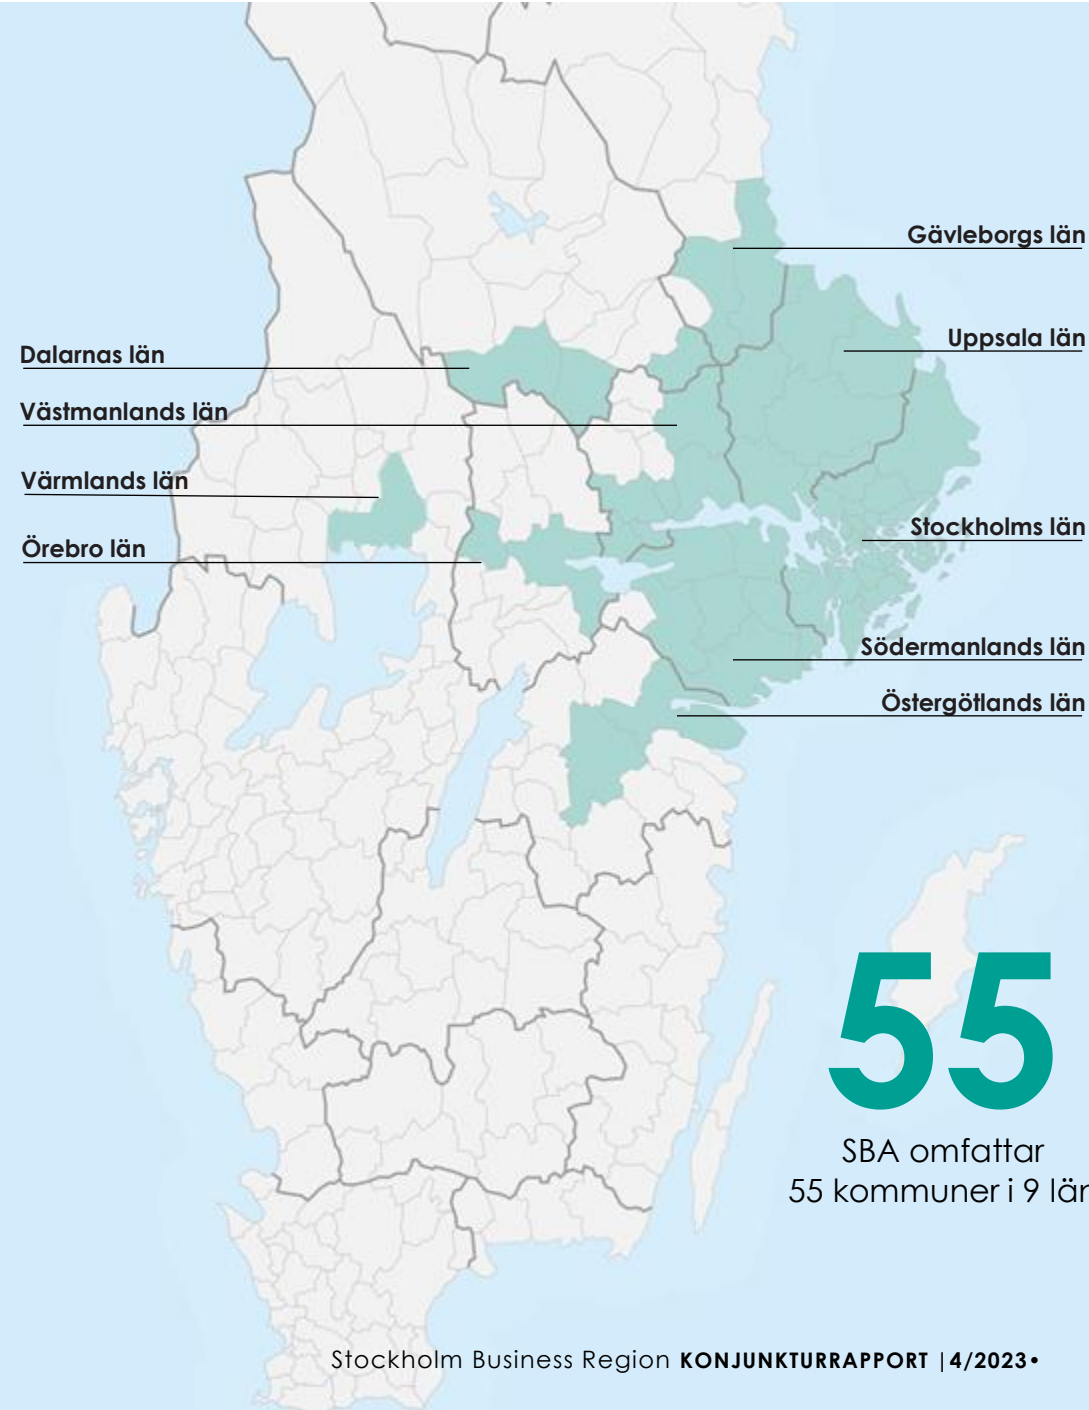 Gävleborgs län
Uppsala län
Dalarnas län
Västmanlands län
Värmlands län
Stockholms län
Örebro län
Södermanlands län
Östergötlands län
55
SBA omfattar
55 kommuner i 9 län
Stockholm Business Region KONJUNKTURRAPPORT |4/2023•